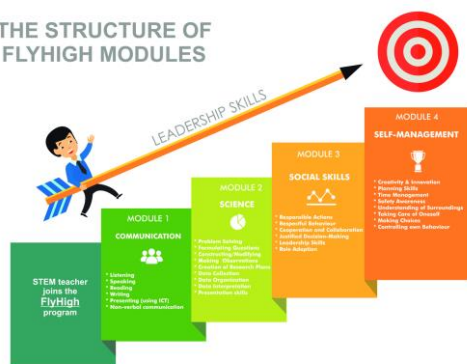 THE STRUCTURE OF
FLYHIGH MODULES
LEADERSHIP SKILLS
STEM teacher
joins the
FlyHigh
program
MODULE 1
COMMUNICATION
* Listening
* Speaking
* Reading
* Writing
* Presenting (using ICT)
* Non-verbal communication
MODULE 2
SCIENCE
* Problem Solving
* Formulating Questions
* Constructing/Modifying
* Making Observations
* Creation of Research Plans
* Data Collection
* Data Organization
* Data Interpretation
* Presentation skills
MODULE 3
SOCIAL SKILLS
* Responsible Actions
* Respectful Behaviour
* Cooperation and Collaboration
* Justified Decision-Making
* Leadership Skills
* Role Adoption
MODULE 4
SELF-MANAGEMENT
* Creativity & Innovation
* Planning Skills
* Time Management
* Safety Awareness
* Understanding of Surroundings
* Taking Care of Oneself
* Making Choices
* Controlling own Behaviour